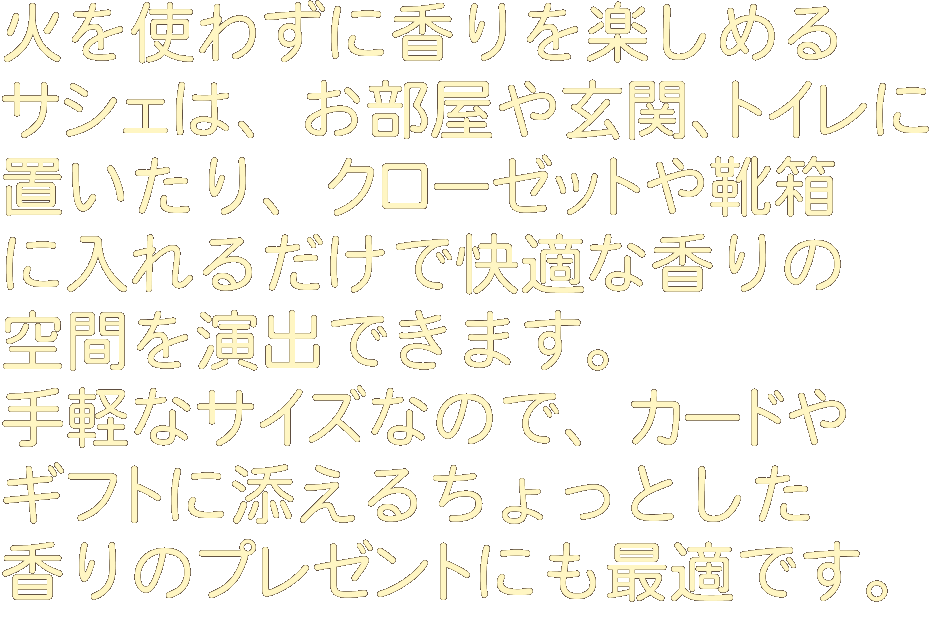 火を使わずに香りを楽しめる
サシェは、お部屋や玄関、トイレに
置いたり、クローゼットや靴箱
に入れるだけで快適な香りの
空間を演出できます。
手軽なサイズなので、カードや
ギフトに添えるちょっとした
香りのプレゼントにも最適です。